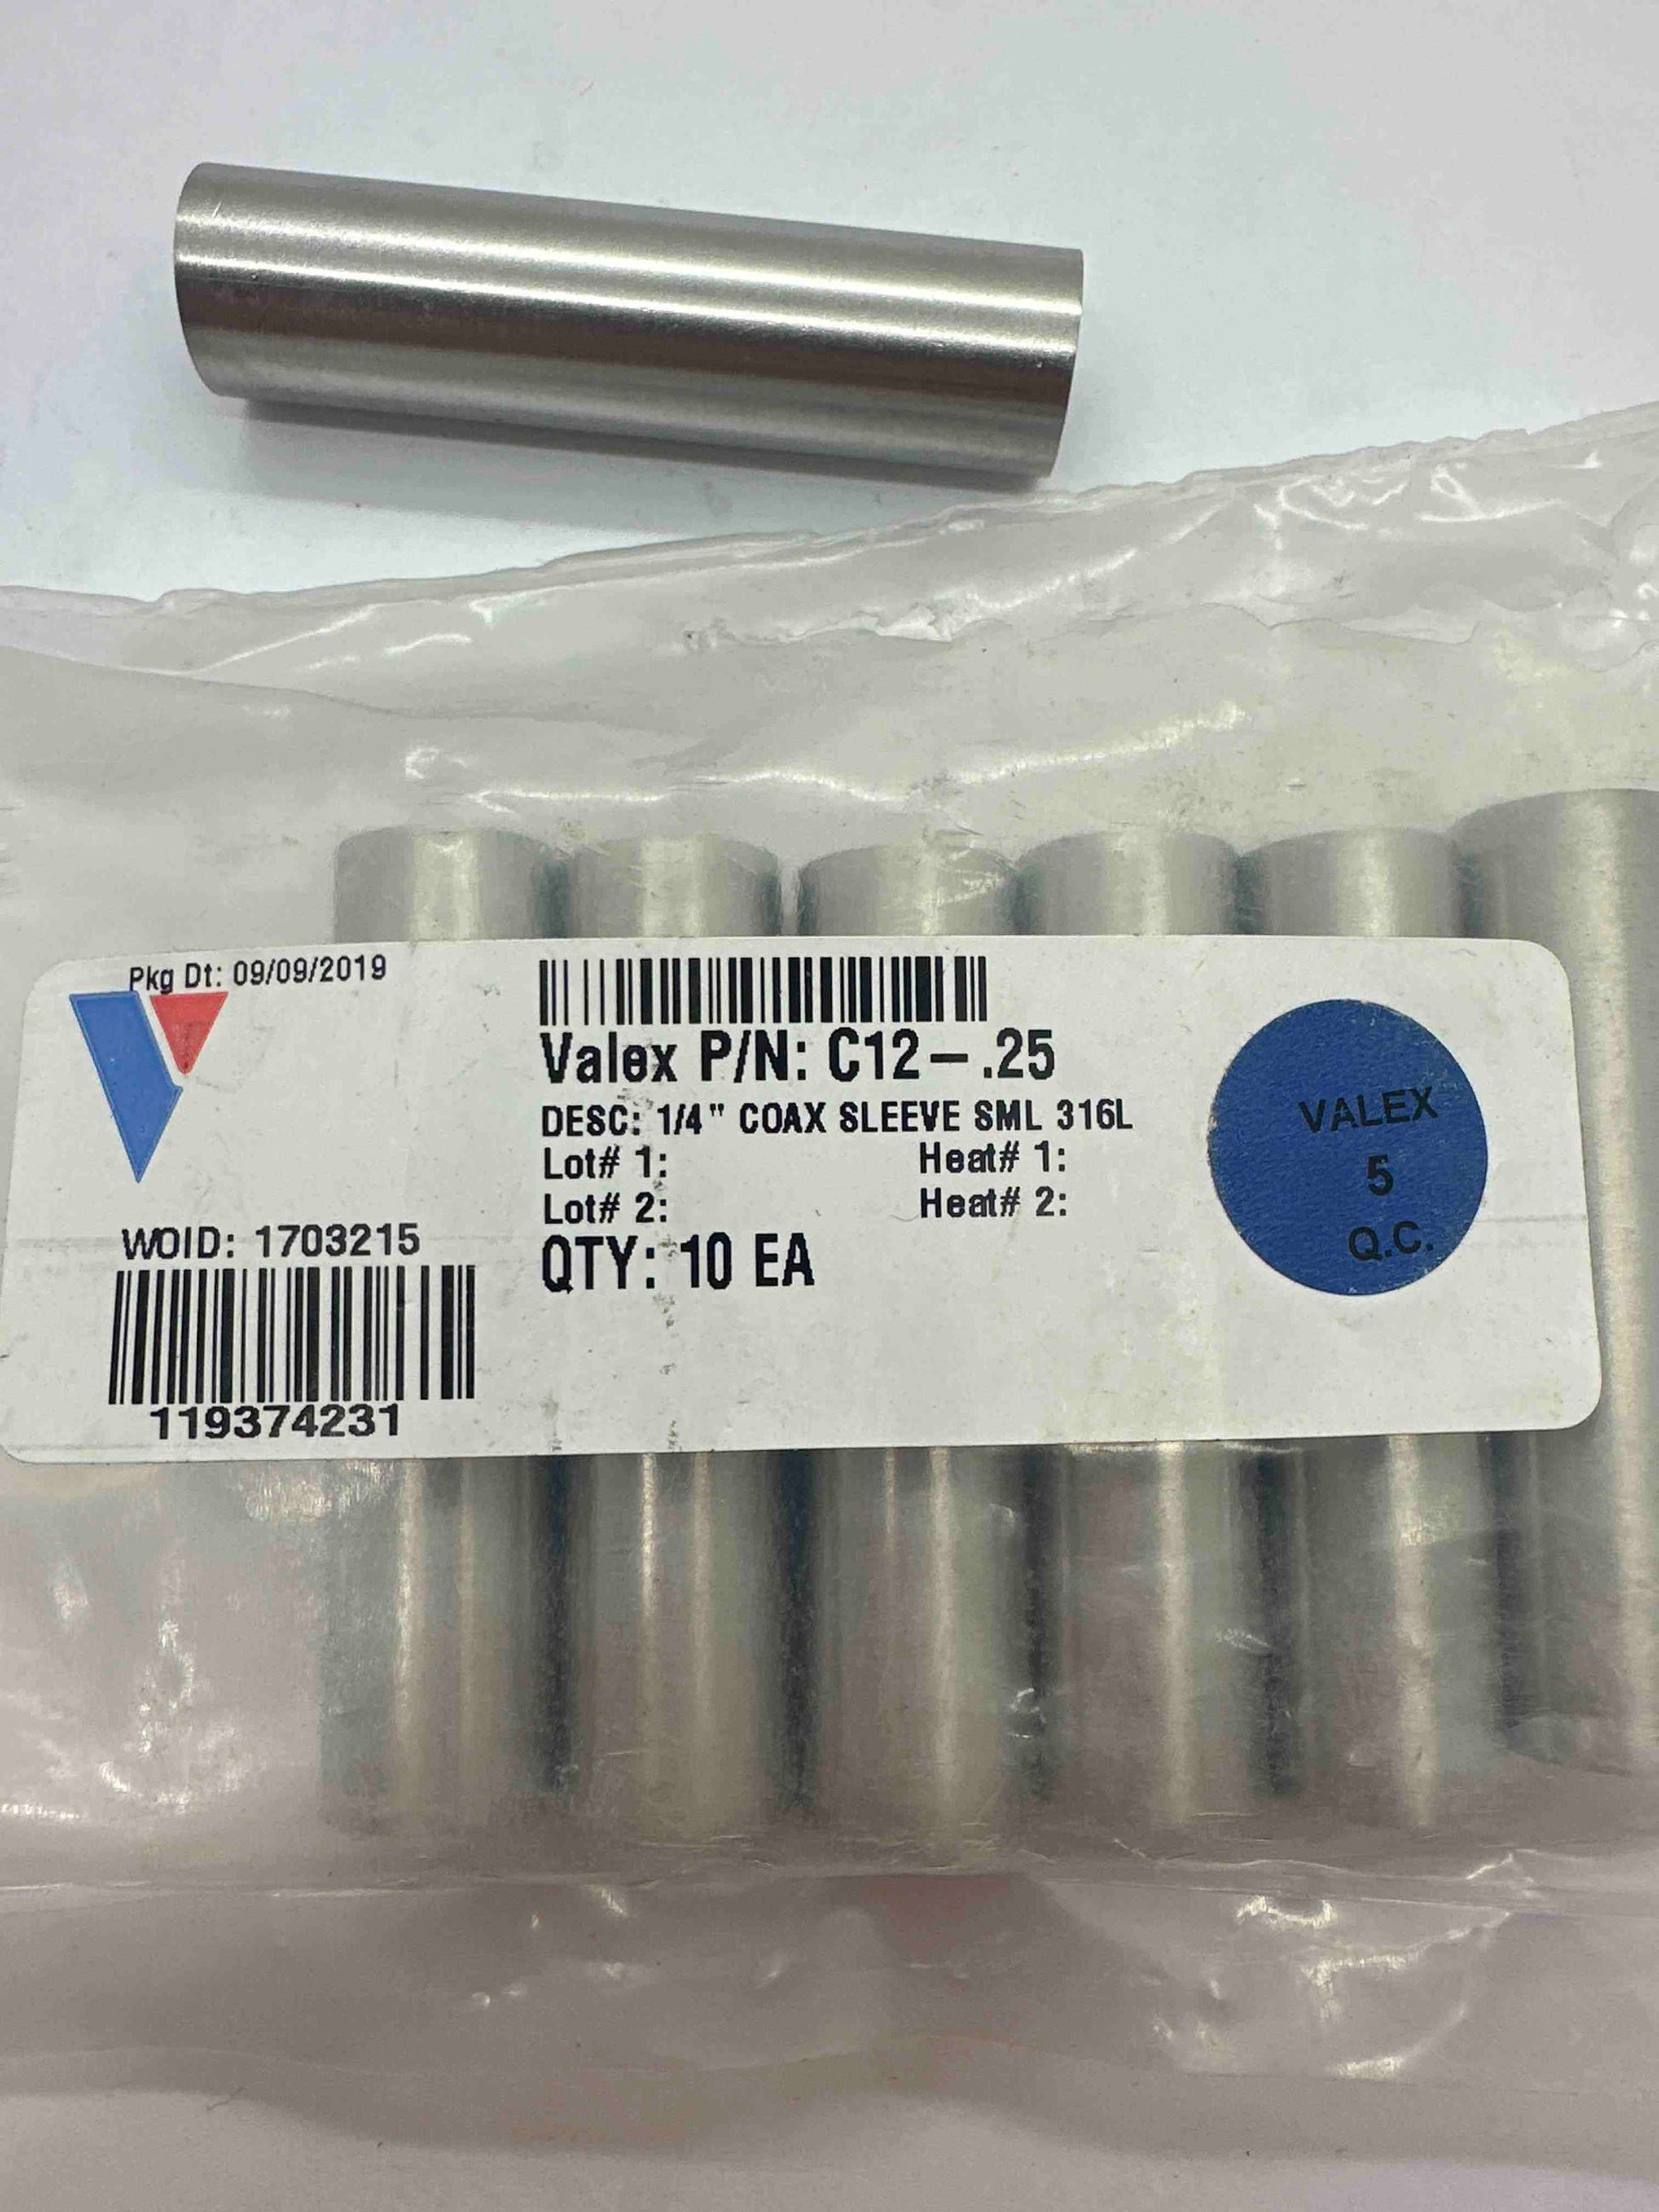 Pkg Dt: 09/09/2019
Valex P/N: C12-.25
DESC: 1/4" COAX SLEEVE SML 316L
Lot# 1: Heat# 1:
Lot# 2: Heat# 2:
QTY: 10 EA
WOID: 1703215
119374231
VALEX
5
Q.C.